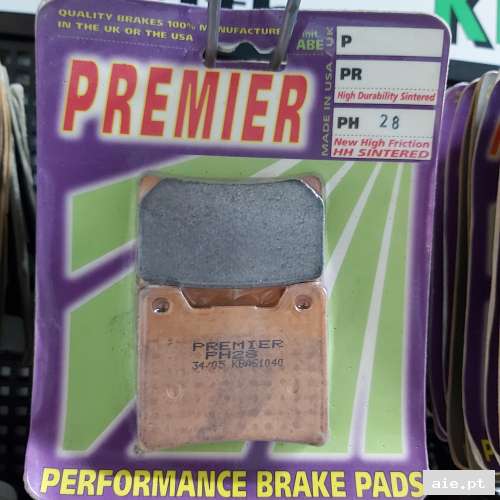 QUALITY BRAKES 100% MANUFACTURED
IN THE UK OR THE USA
PREMIER
ABE
MADE IN USA / UK
P
PR
High Durability Sintered
PH 28
New High Friction
HH SINTERED
PREMIER
PH28
34/05 KBA61040
PERFORMANCE BRAKE PADS
aie.pt